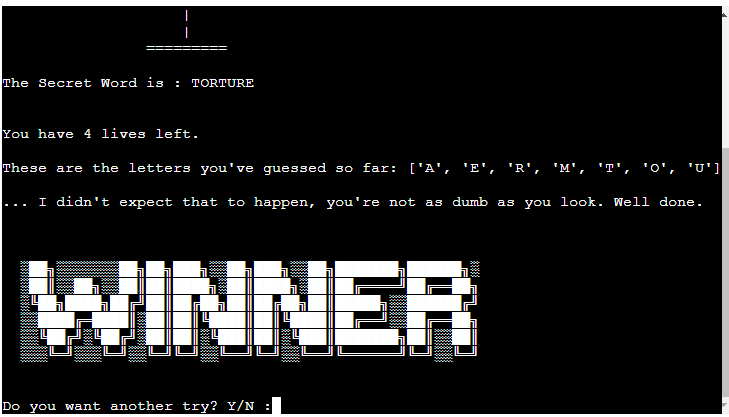 The Secret Word is : TORTURE
You have 4 lives left.
These are the letters you've guessed so far: ['A', 'E', 'R', 'M', 'T', 'O', 'U']
... I didn't expect that to happen, you're not as dumb as you look. Well done.
WINNER
Do you want another try? Y/N :